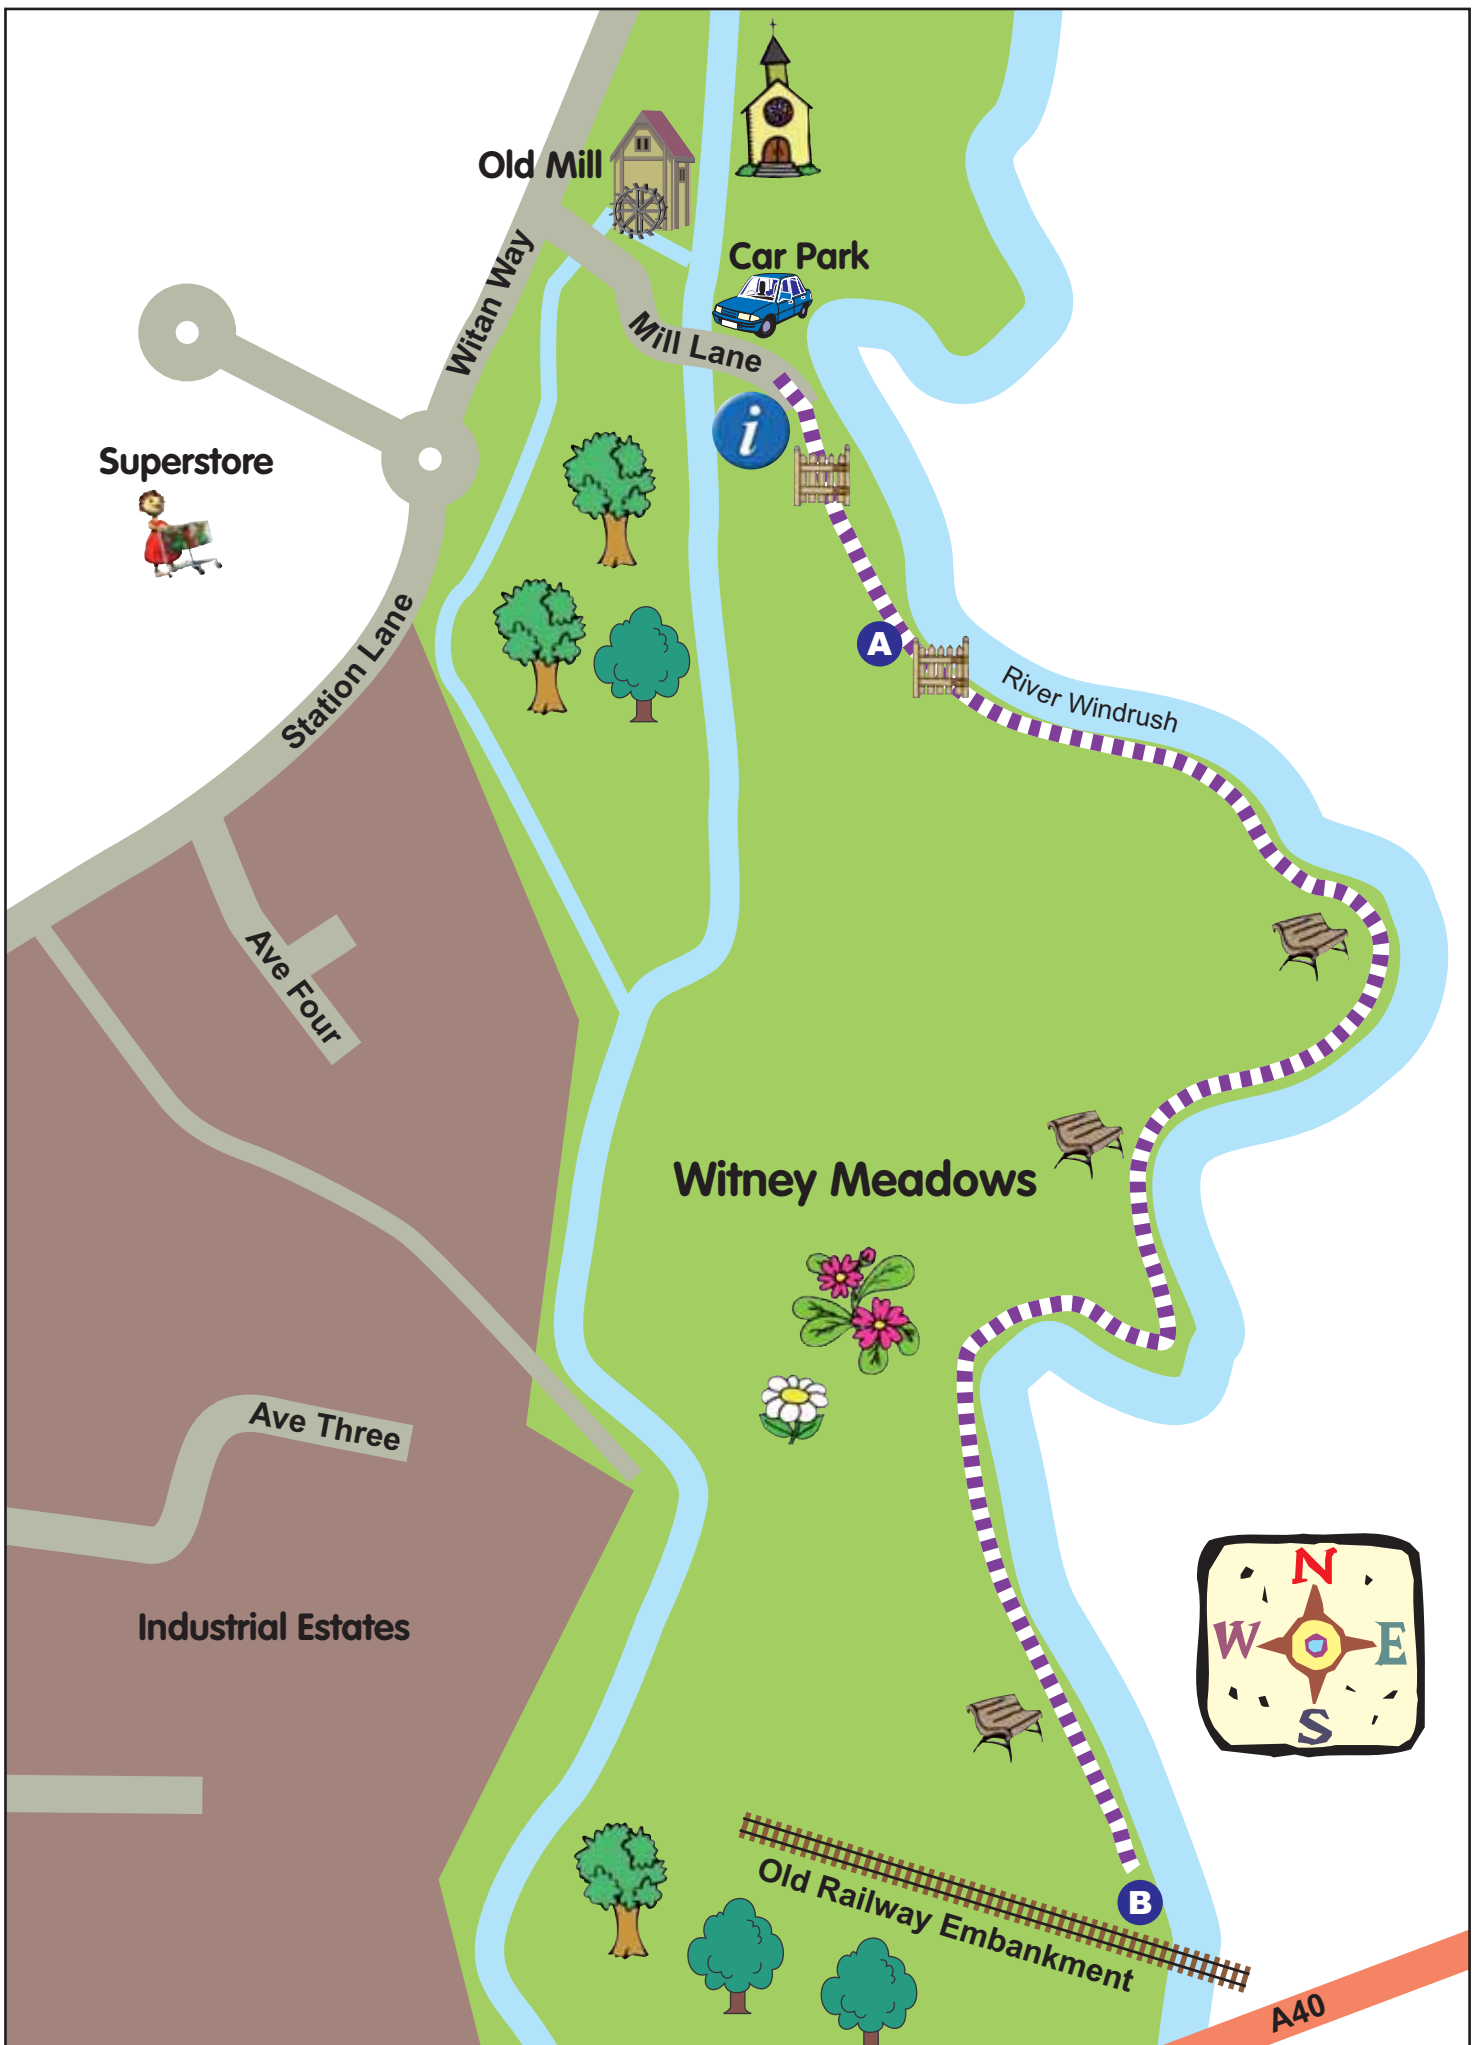 Old Mill
Car Park
Witan Way
Mill Lane
i
Superstore
Station Lane
A
River Windrush
Ave Four
Witney Meadows
Ave Three
Industrial Estates
N
W
E
S
Old Railway Embankment
B
A40